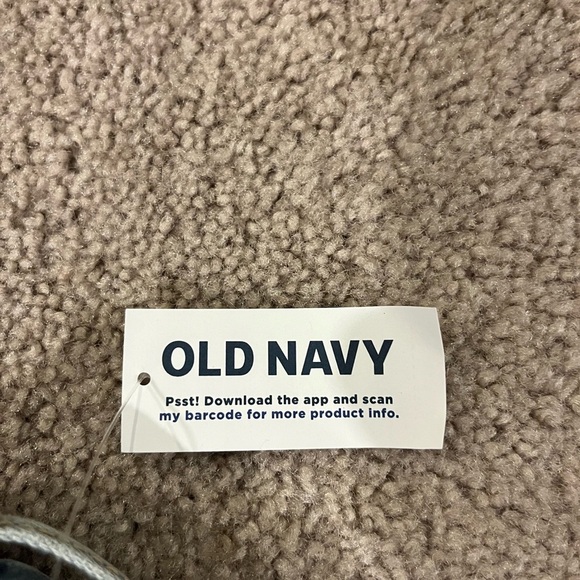 OLD NAVY
Psst! Download the app and scan
my barcode for more product info.